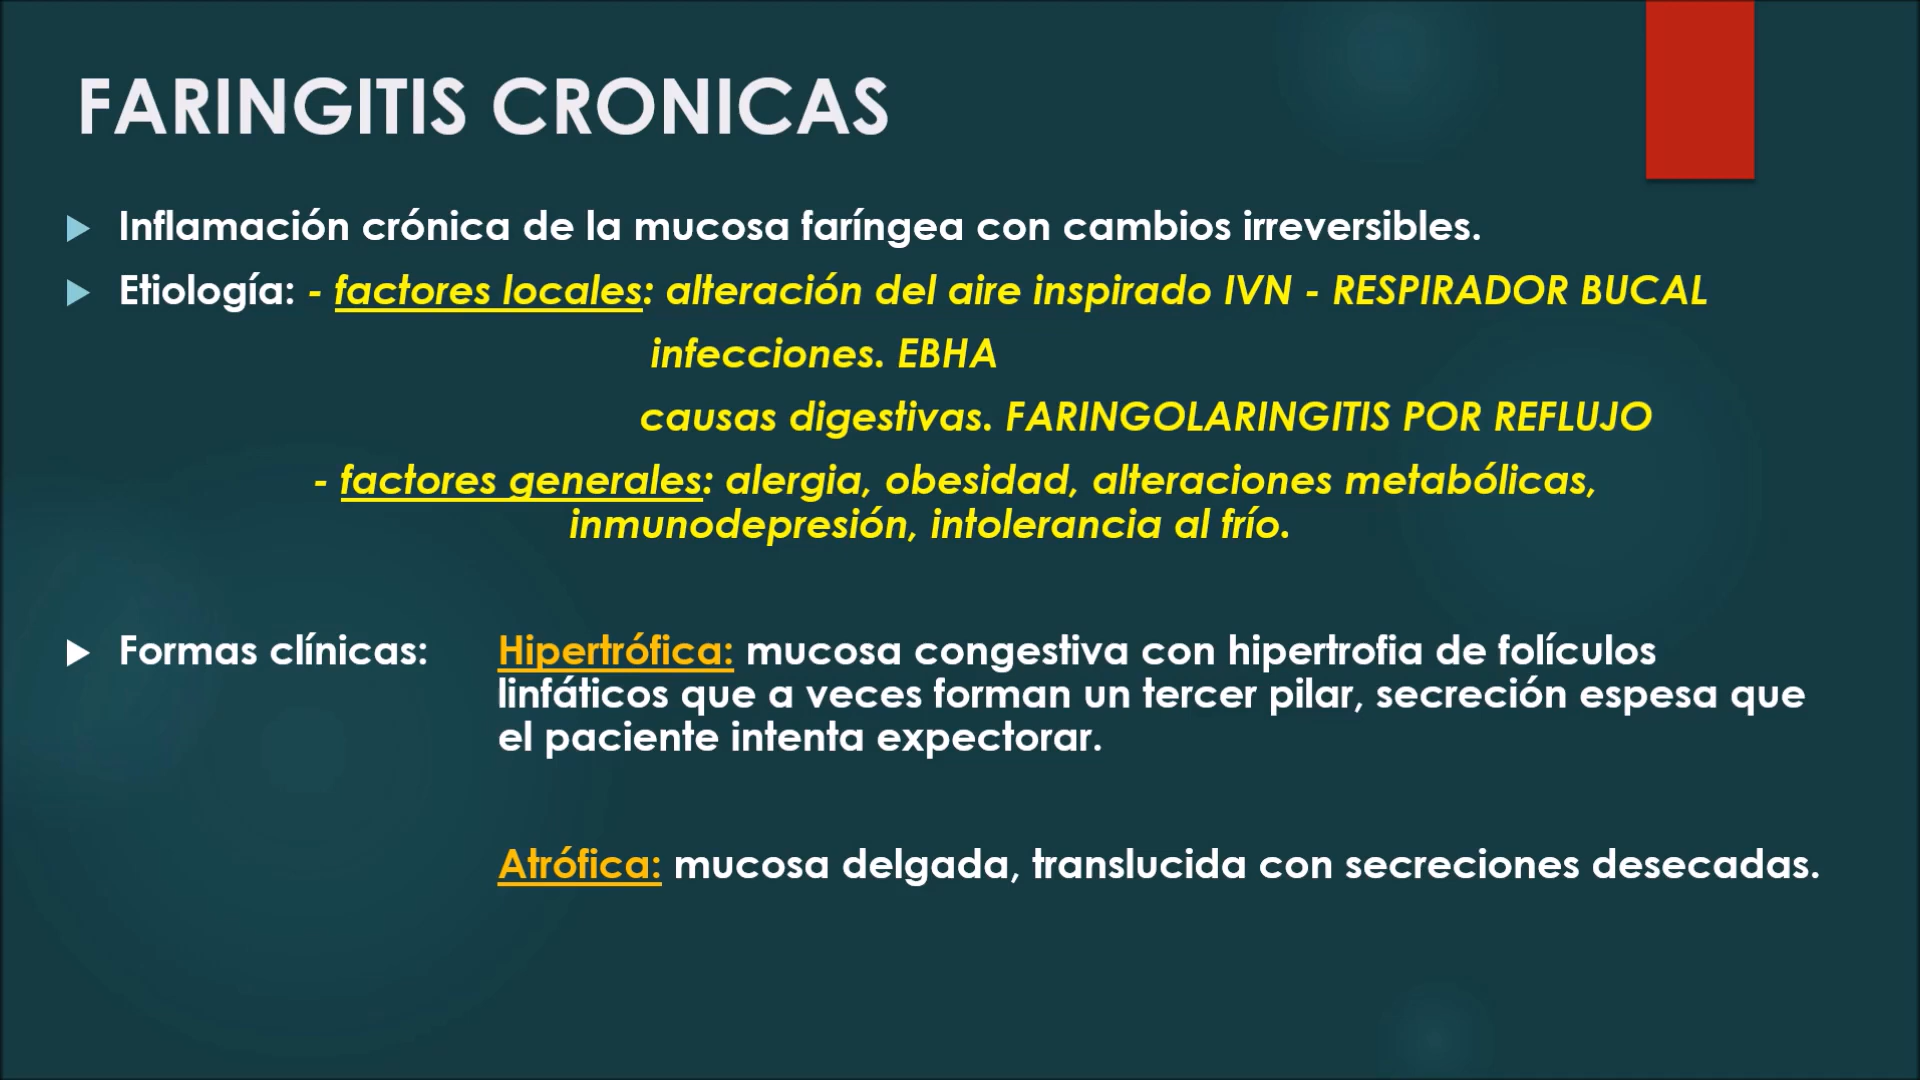 FARINGITIS CRONICAS
Inflamación crónica de la mucosa faríngea con cambios irreversibles.
Etiología: - factores locales: alteración del aire inspirado IVN - RESPIRADOR BUCAL
infecciones. EBHA
causas digestivas. FARINGOLARINGITIS POR REFLUJO
- factores generales: alergia, obesidad, alteraciones metabólicas,
inmunodepresión, intolerancia al frío.
Formas clínicas: Hipertrófica: mucosa congestiva con hipertrofia de folículos
linfáticos que a veces forman un tercer pilar, secreción espesa que
el paciente intenta expectorar.
Atrófica: mucosa delgada, translucida con secreciones desecadas.